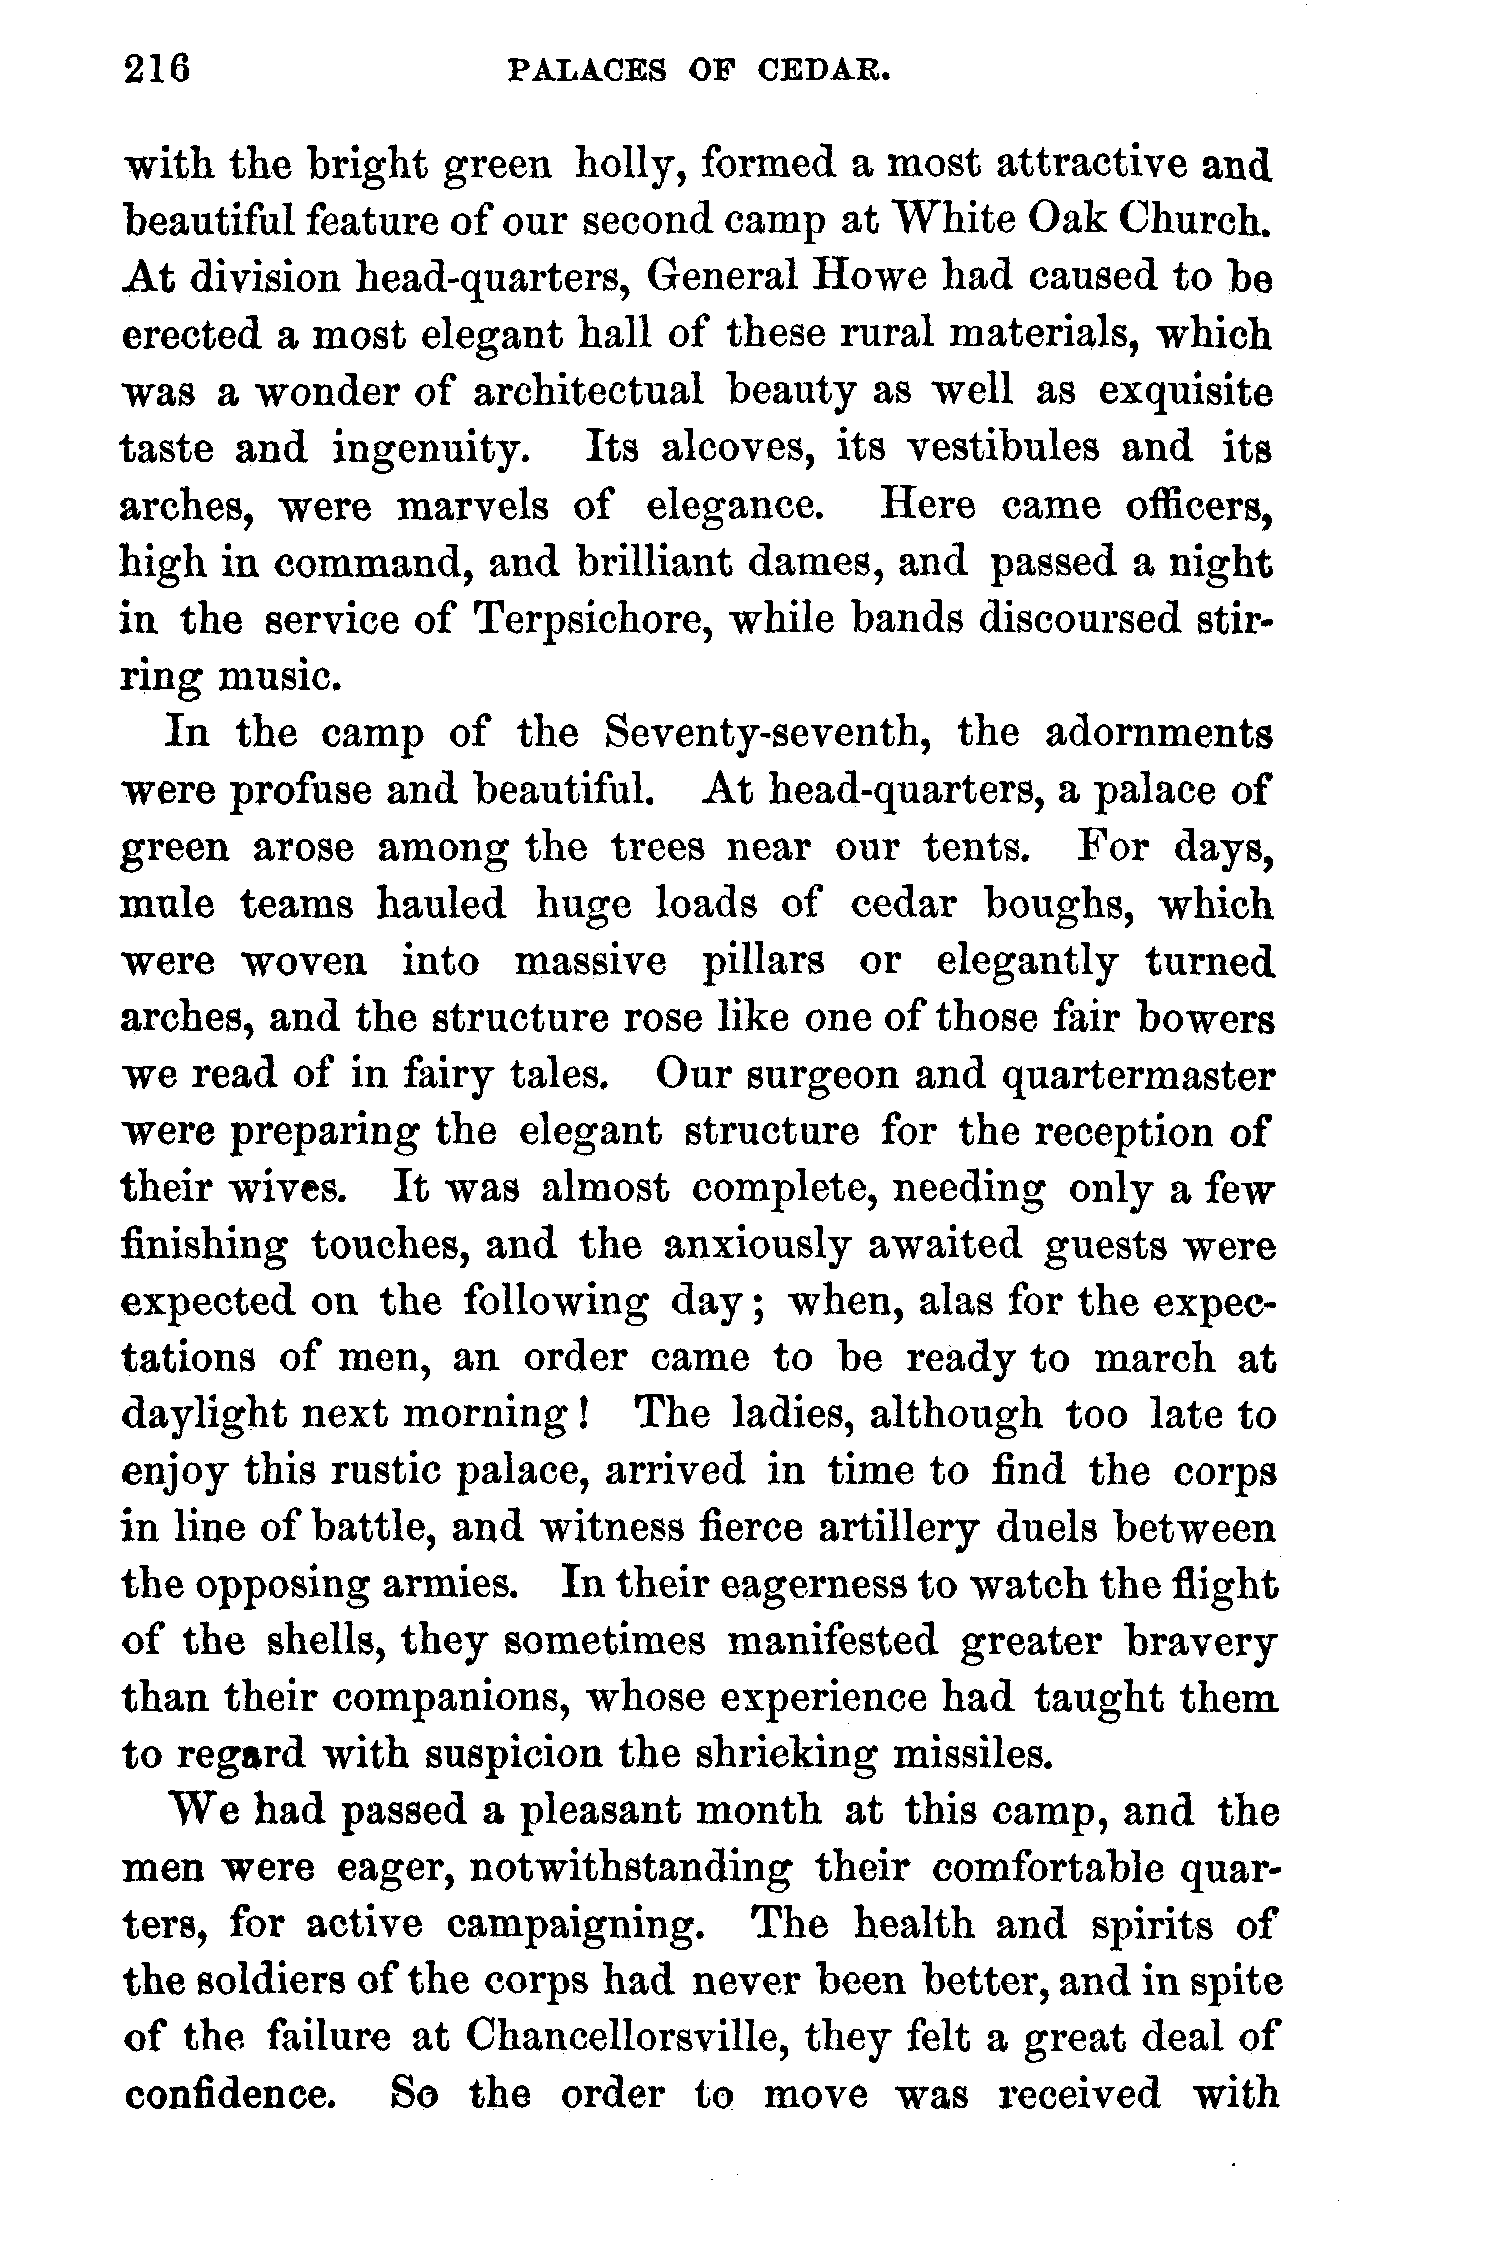 216 PALACES OF CEDAR.
with the bright green holly, formed a most attractive and
beautiful feature of our second camp at White Oak Church.
At division head-quarters, General Howe had caused to be
erected a most elegant hall of these rural materials, which
was a wonder of architectual beauty as well as exquisite
taste and ingenuity. Its alcoves, its vestibules and its
arches, were marvels of elegance. Here came officers,
high in command, and brilliant dames, and passed a night
in the service of Terpsichore, while bands discoursed stir-
ring music.
In the camp of the Seventy-seventh, the adornments
were profuse and beautiful. At head-quarters, a palace of
green arose among the trees near our tents. For days,
mule teams hauled huge loads of cedar boughs, which
were woven into massive pillars or elegantly turned
arches, and the structure rose like one of those fair bowers
we read of in fairy tales. Our surgeon and quartermaster
were preparing the elegant structure for the reception of
their wives. It was almost complete, needing only a few
finishing touches, and the anxiously awaited guests were
expected on the following day; when, alas for the expec-
tations of men, an order came to be ready to march at
daylight next morning! The ladies, although too late to
enjoy this rustic palace, arrived in time to find the corps
in line of battle, and witness fierce artillery duels between
the opposing armies. In their eagerness to watch the flight
of the shells, they sometimes manifested greater bravery
than their companions, whose experience had taught them
to regard with suspicion the shrieking missiles.
We had passed a pleasant month at this camp, and the
men were eager, notwithstanding their comfortable quar-
ters, for active campaigning. The health and spirits of
the soldiers of the corps had never been better, and in spite
of the failure at Chancellorsville, they felt a great deal of
confidence. So the order to move was received with